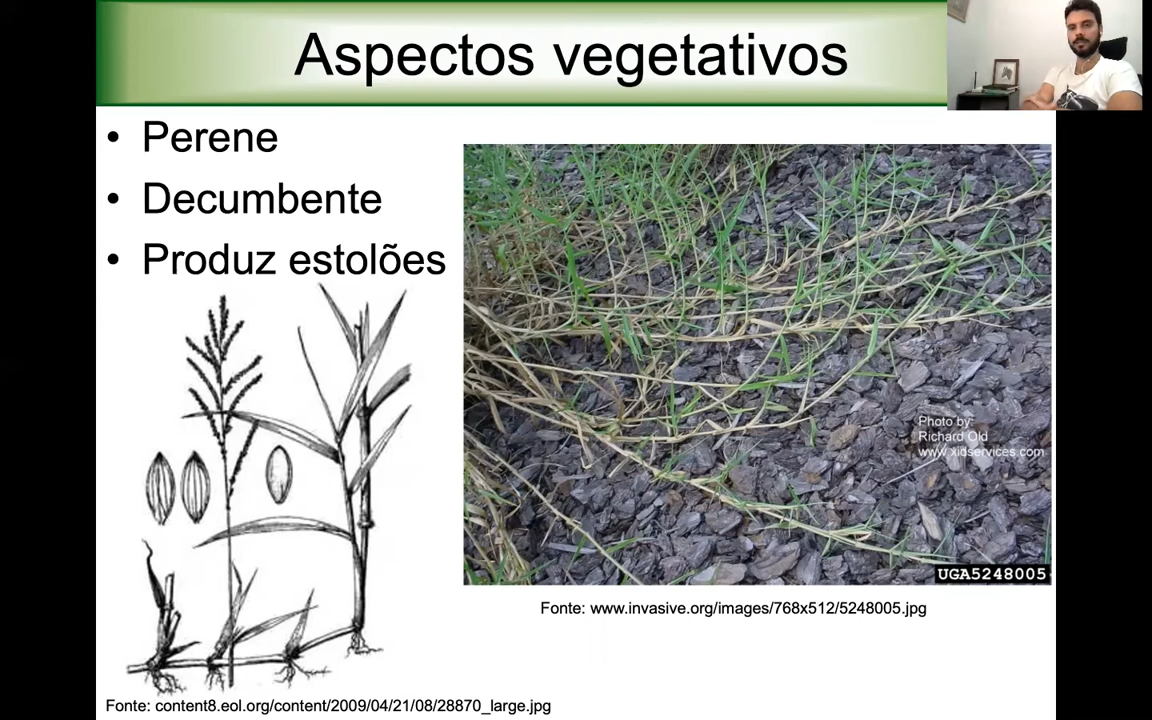 Aspectos vegetativos
• Perene
• Decumbente
• Produz estolões
Photo by:
Richard Old
www.xidservices.com
UGA5248005
Fonte: www.invasive.org/images/768x512/5248005.jpg
Fonte: content8.eol.org/content/2009/04/21/08/28870_large.jpg